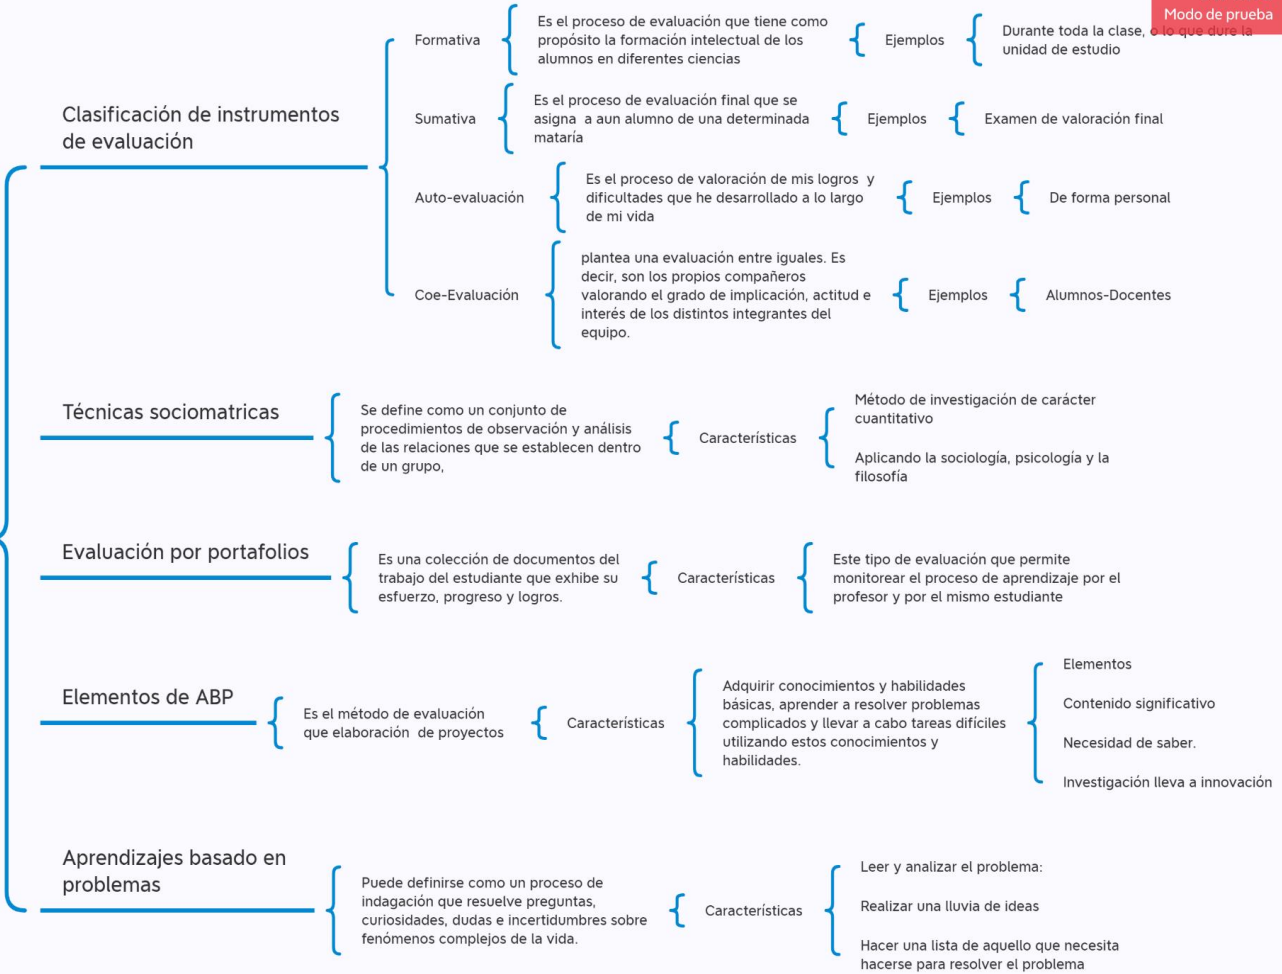 Modo de prueba
Clasificación de instrumentos
de evaluación
Formativa
Es el proceso de evaluación que tiene como
propósito la formación intelectual de los
alumnos en diferentes ciencias
Ejemplos
Durante toda la clase, o lo que dure la
unidad de estudio
Sumativa
Es el proceso de evaluación final que se
asigna a aun alumno de una determinada
mataría
Ejemplos
Examen de valoración final
Auto-evaluación
Es el proceso de valoración de mis logros y
dificultades que he desarrollado a lo largo
de mi vida
Ejemplos
De forma personal
Coe-Evaluación
plantea una evaluación entre iguales. Es
decir, son los propios compañeros
valorando el grado de implicación, actitud e
interés de los distintos integrantes del
equipo.
Ejemplos
Alumnos-Docentes
Técnicas sociomatricas
Se define como un conjunto de
procedimientos de observación y análisis
de las relaciones que se establecen dentro
de un grupo,
Características
Método de investigación de carácter
cuantitativo
Aplicando la sociología, psicología y la
filosofía
Evaluación por portafolios
Es una colección de documentos del
trabajo del estudiante que exhibe su
esfuerzo, progreso y logros.
Características
Este tipo de evaluación que permite
monitorear el proceso de aprendizaje por el
profesor y por el mismo estudiante
Elementos de ABP
Es el método de evaluación
que elaboración de proyectos
Características
Adquirir conocimientos y habilidades
básicas, aprender a resolver problemas
complicados y llevar a cabo tareas difíciles
utilizando estos conocimientos y
habilidades.
Elementos
Contenido significativo
Necesidad de saber.
Investigación lleva a innovación
Aprendizajes basado en
problemas
Puede definirse como un proceso de
indagación que resuelve preguntas,
curiosidades, dudas e incertidumbres sobre
fenómenos complejos de la vida.
Características
Leer y analizar el problema:
Realizar una lluvia de ideas
Hacer una lista de aquello que necesita
hacerse para resolver el problema